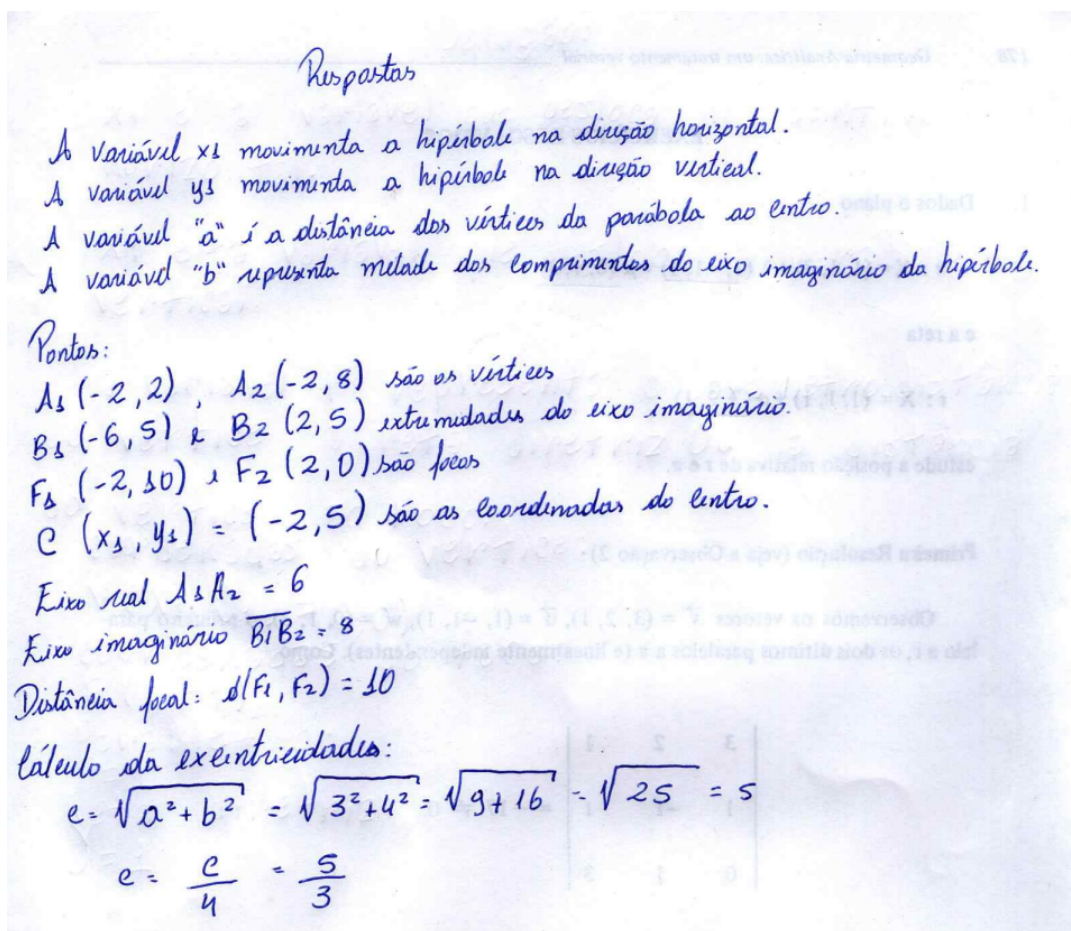 Respostas
A variável x1 movimenta a hipérbole na direção horizontal.
A variável y1 movimenta a hipérbole na direção vertical.
A variável "a" é a distância dos vértices da parábola ao centro.
A variável "b" representa metade dos comprimentos do eixo imaginário da hipérbole.
Pontos:
A1 (-2,2), A2 (-2,8) são os vértices
B1 (-6,5) e B2 (2,5) extremidades do eixo imaginário.
F1 (-2,10) e F2 (2,0) são focos
C (x1, y1) = (-2,5) são as coordenadas do centro.
Eixo real A1A2 = 6
Eixo imaginário B1B2 = 8
Distância focal: d(F1, F2) = 10
Cálculo da exentricidades:
c = √a²+b² = √3²+4² = √9+16 = √25 = 5
e = c/4 = 5/3